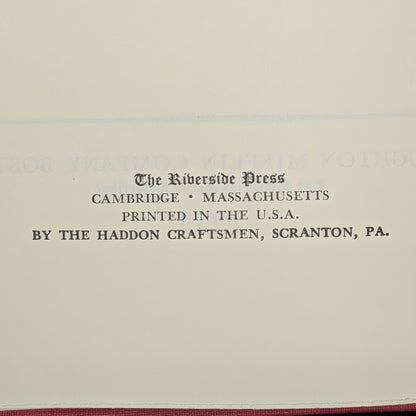 The Riverside Press
CAMBRIDGE • MASSACHUSETTS
PRINTED IN THE U.S.A.
BY THE HADDON CRAFTSMEN, SCRANTON, PA.